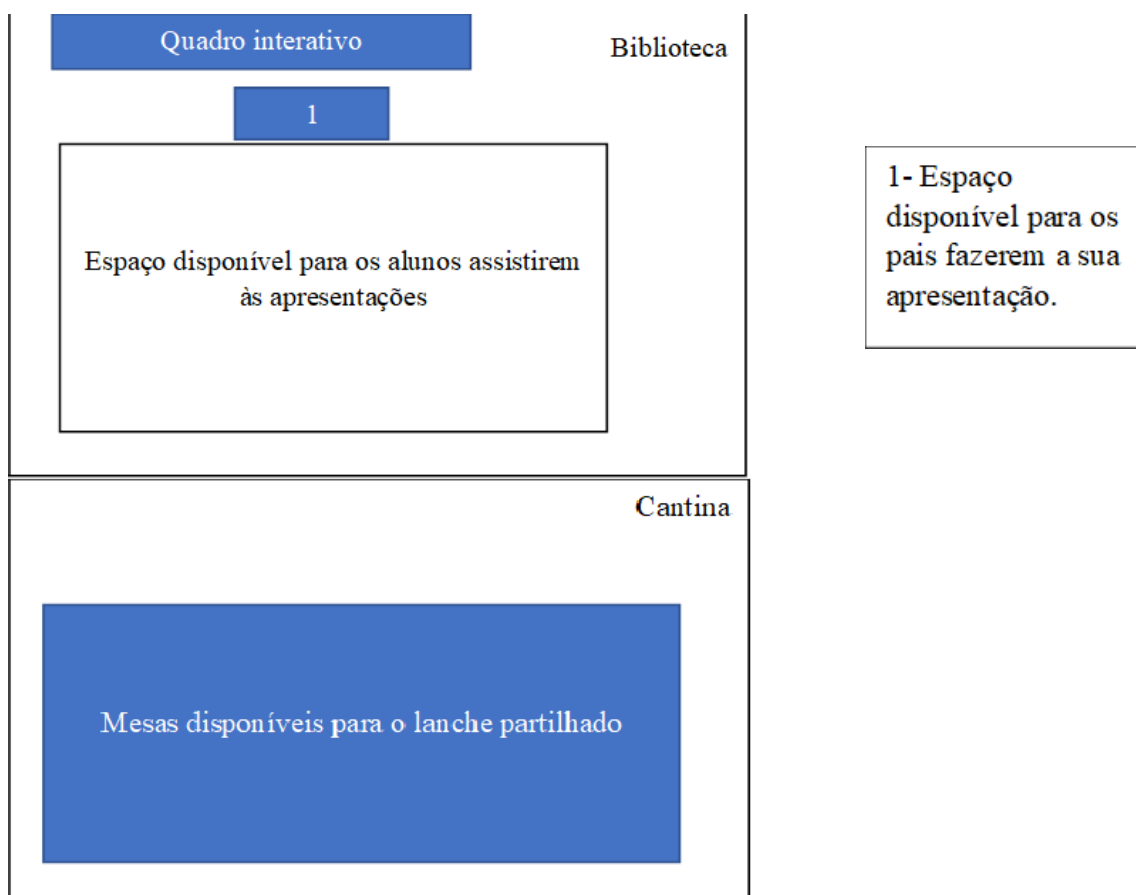 Quadro interativo
Biblioteca
1
Espaço disponível para os alunos assistirem
às apresentações
1- Espaço
disponível para os
pais fazerem a sua
apresentação.
Cantina
Mesas disponíveis para o lanche partilhado